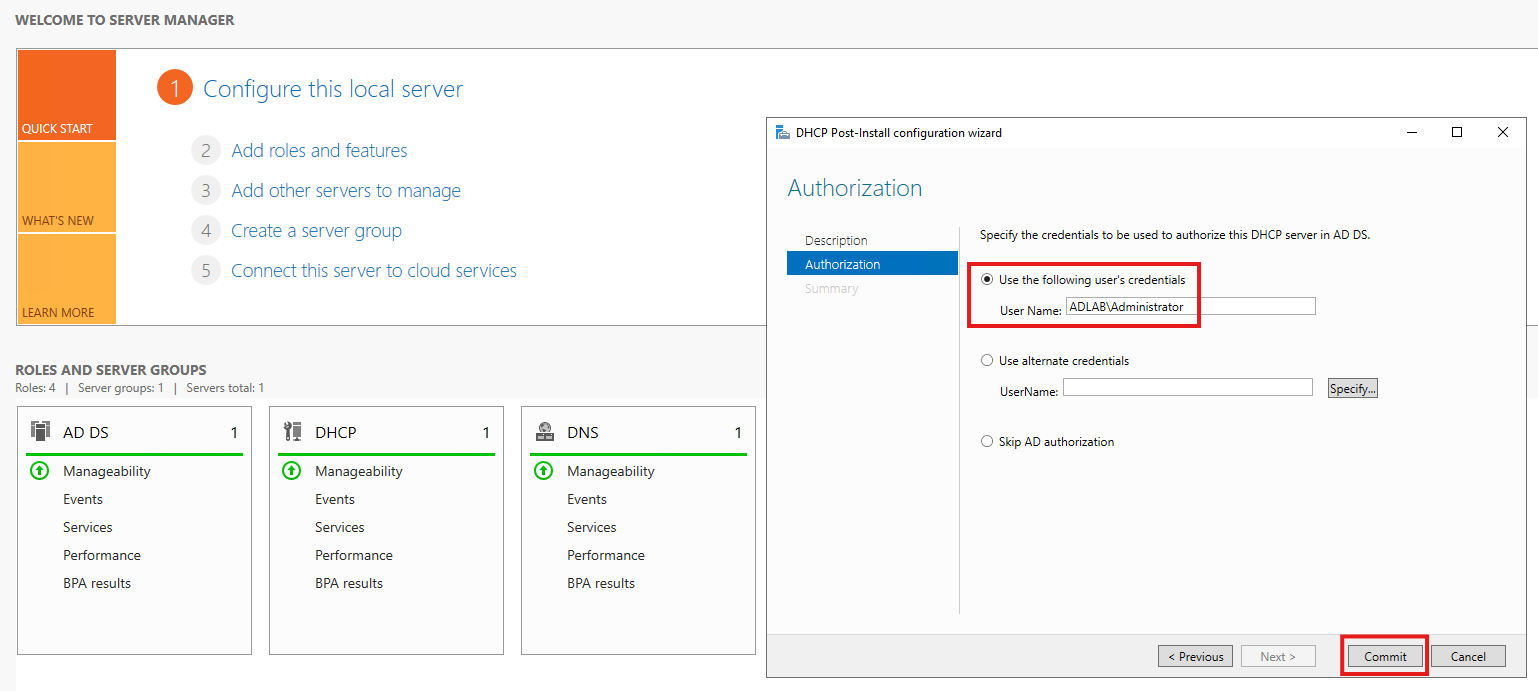 WELCOME TO SERVER MANAGER
QUICK START
WHAT'S NEW
LEARN MORE
1 Configure this local server
2 Add roles and features
3 Add other servers to manage
4 Create a server group
5 Connect this server to cloud services
ROLES AND SERVER GROUPS
Roles: 4 | Server groups: 1 | Servers total: 1
AD DS 1
Manageability
Events
Services
Performance
BPA results
DHCP 1
Manageability
Events
Services
Performance
BPA results
DNS 1
Manageability
Events
Services
Performance
BPA results
DHCP Post-Install configuration wizard
Authorization
Description
Authorization
Summary
Specify the credentials to be used to authorize this DHCP server in AD DS.
Use the following user's credentials
User Name: ADLAB\Administrator
Use alternate credentials
UserName: Specify...
Skip AD authorization
< Previous Next > Commit Cancel